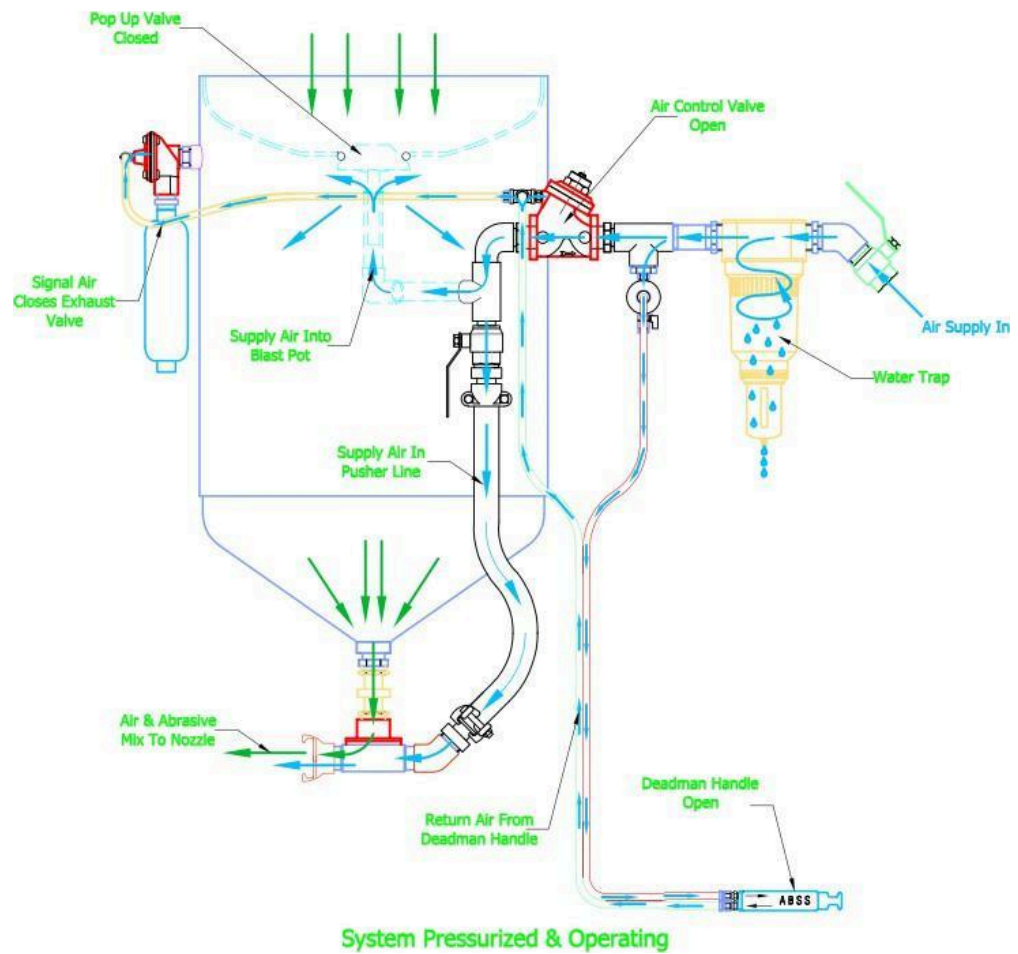 Pop Up Valve
Closed
Air Control Valve
Open
Signal Air
Closes Exhaust
Valve
Supply Air Into
Blast Pot
Air Supply In
Water Trap
Supply Air In
Pusher Line
Air & Abrasive
Mix To Nozzle
Return Air From
Deadman Handle
Deadman Handle
Open
ABSS
System Pressurized & Operating